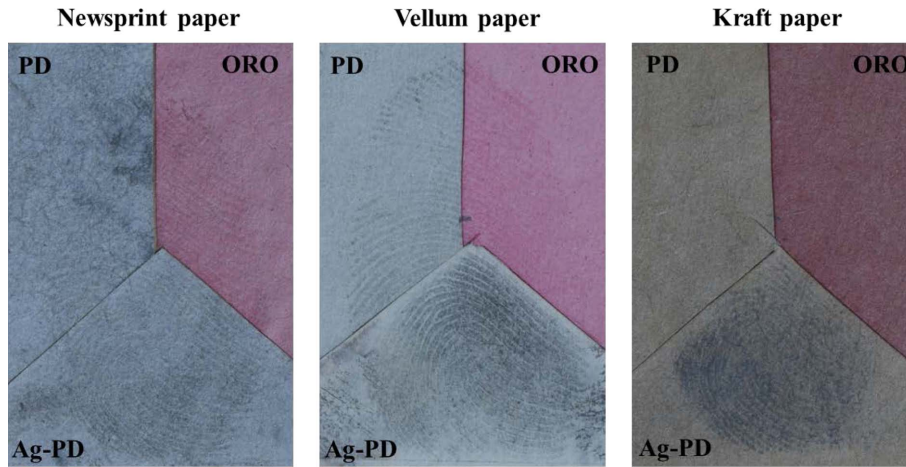 Newsprint paper
Vellum paper
Kraft paper
PD
ORO
PD
ORO
PD
ORO
Ag-PD
Ag-PD
Ag-PD